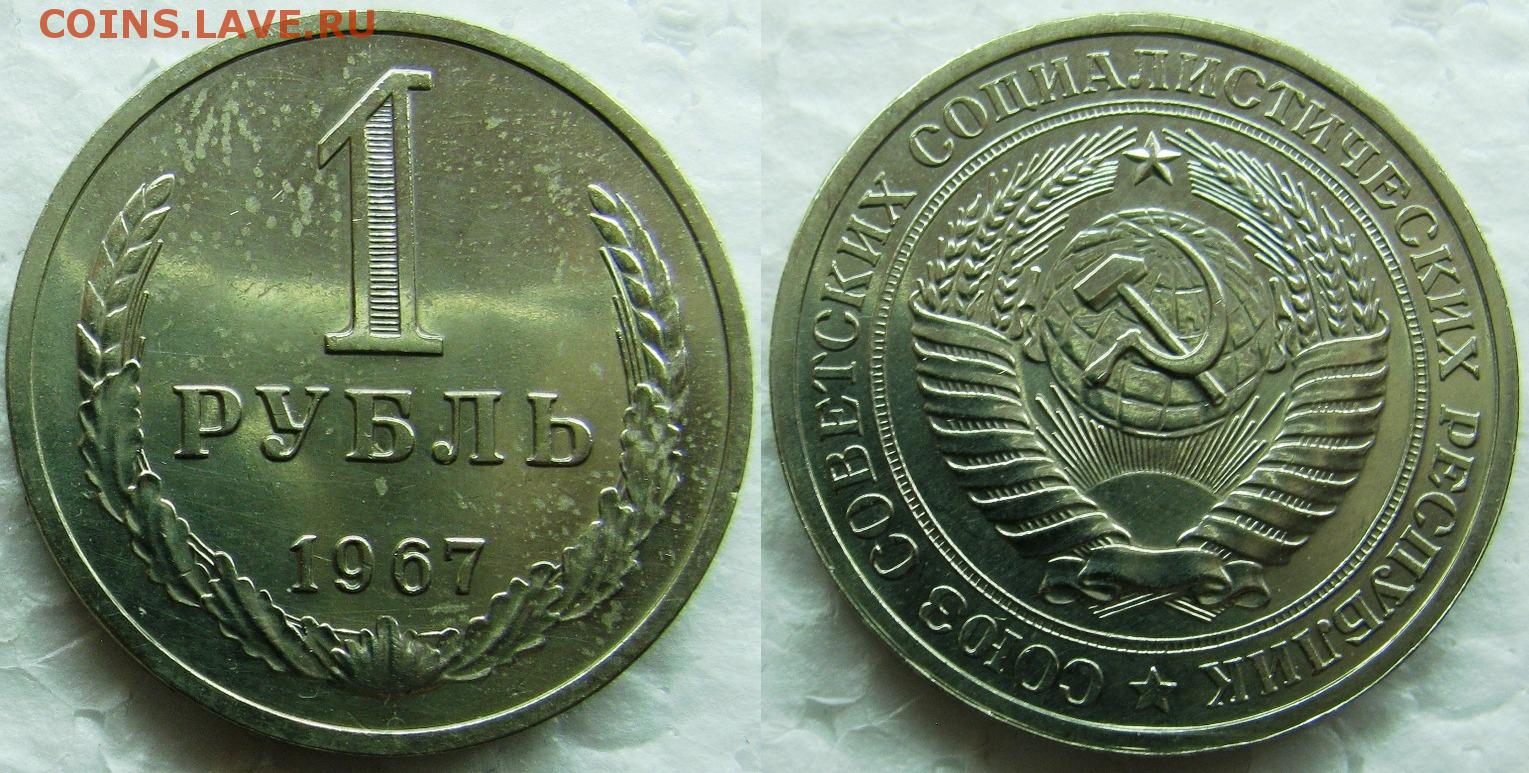 COINS.LAVE.RU
1
РУБЛЬ
1967
СОЮЗ СОВЕТСКИХ СОЦИАЛИСТИЧЕСКИХ РЕСПУБЛИК